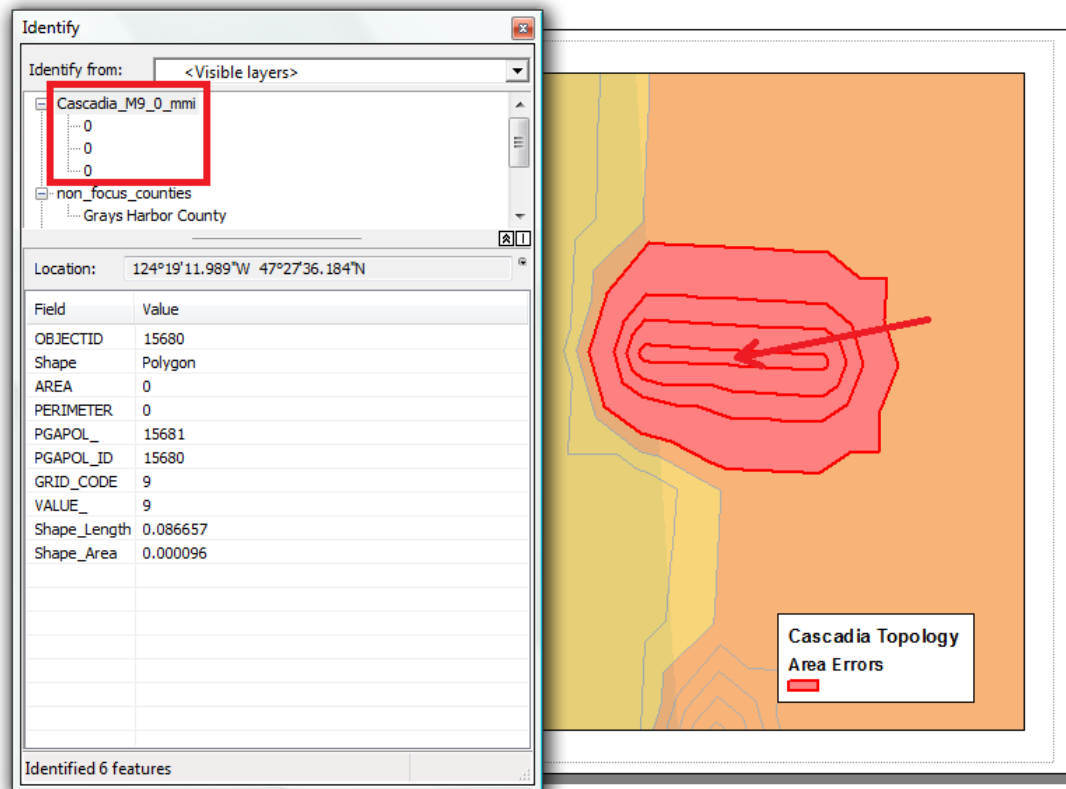 Identify
Identify from: <Visible layers>
Cascadia_M9_0_mmi
0
0
0
non_focus_counties
Grays Harbor County
Location: 124°19'11.989"W 47°27'36.184"N
Field Value
OBJECTID 15680
Shape Polygon
AREA 0
PERIMETER 0
PGAPOL_ 15681
PGAPOL_ID 15680
GRID_CODE 9
VALUE_ 9
Shape_Length 0.086657
Shape_Area 0.000096
Identified 6 features
Cascadia Topology
Area Errors